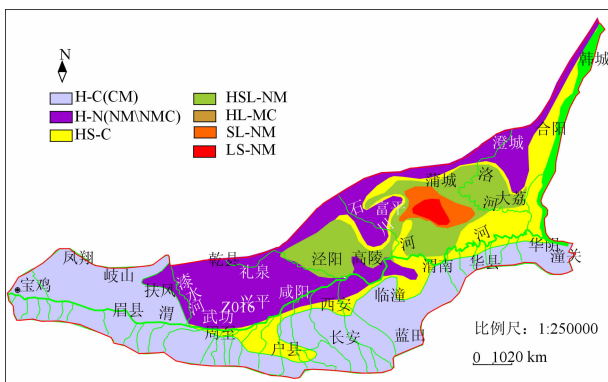 N
H-C(CM)
H-N(NM\NMC)
HS-C
HSL-NM
HL-MC
SL-NM
LS-NM
韩城
合阳
澄城
洛
蒲城
大荔
河
石
富平
川
河
河
华阴
潼关
凤翔
岐山
乾县
礼泉
泾阳
高陵
渭南
华县
宝鸡
扶风
漆水河
兴平
咸阳
临潼
眉县
渭
武功
Z016
西安
周至
户县
长安
蓝田
比例尺：1:250000
0 1020 km